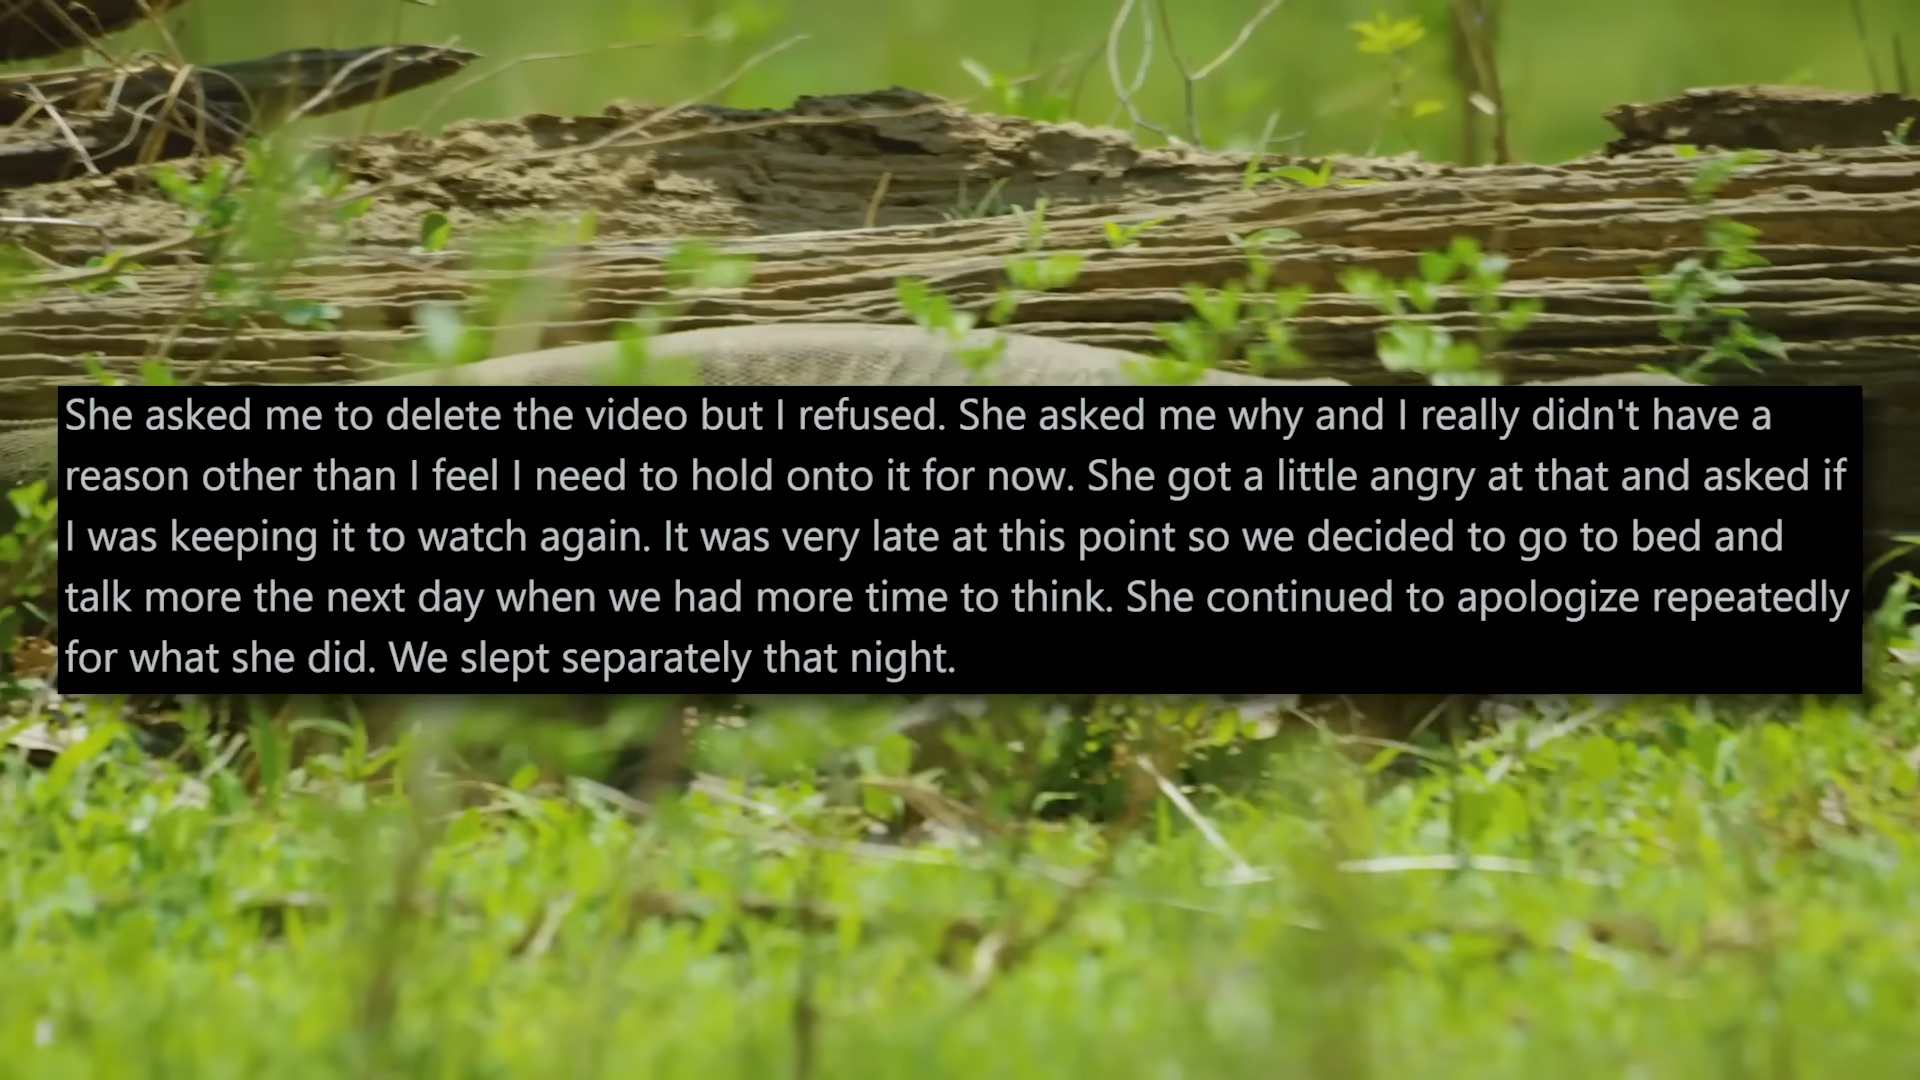 She asked me to delete the video but I refused. She asked me why and I really didn't have a
reason other than I feel I need to hold onto it for now. She got a little angry at that and asked if
I was keeping it to watch again. It was very late at this point so we decided to go to bed and
talk more the next day when we had more time to think. She continued to apologize repeatedly
for what she did. We slept separately that night.